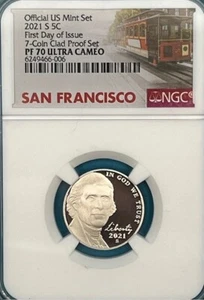 Official US Mint Set
2021 S 5C
First Day of Issue
7-Coin Clad Proof Set
PF 70 ULTRA CAMEO
6249466-006
SAN FRANCISCO
NGC
IN GOD WE TRUST
Liberty
2021
S